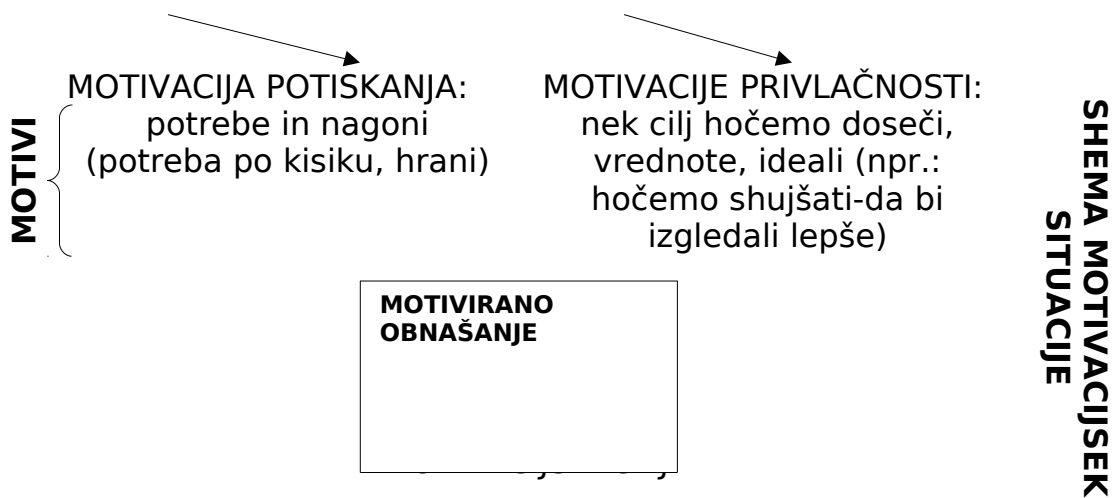 MOTIVACIJA POTISKANJA:
potrebe in nagoni
(potreba po kisiku, hrani)
MOTIVACIJE PRIVLAČNOSTI:
nek cilj hočemo doseči,
vrednote, ideali (npr.:
hočemo shujšati-da bi
izgledali lepše)
MOTIVI
MOTIVIRANO
OBNAŠANJE
SHEMA MOTIVACIJSEK
SITUACIJE